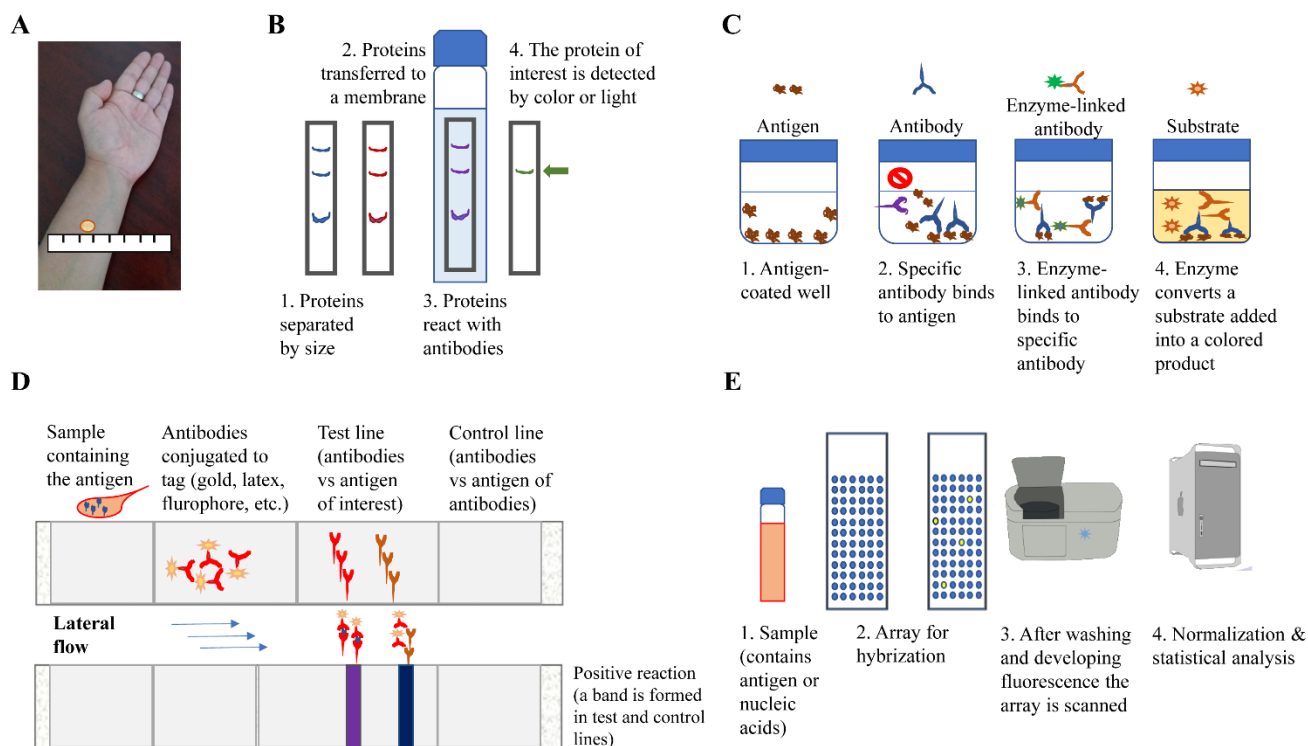 A
B
2. Proteins
transferred to
a membrane
4. The protein of
interest is detected
by color or light
1. Proteins
separated
by size
3. Proteins
react with
antibodies
C
Antigen
Antibody
Enzyme-linked
antibody
Substrate
1. Antigen-
coated well
2. Specific
antibody binds
to antigen
3. Enzyme-
linked antibody
binds to
specific
antibody
4. Enzyme
converts a
substrate added
into a colored
product
D
Sample
containing
the antigen
Antibodies
conjugated to
tag (gold, latex,
flurophore, etc.)
Test line
(antibodies
vs antigen
of interest)
Control line
(antibodies
vs antigen of
antibodies)
Lateral
flow
Positive reaction
(a band is formed
in test and control
lines)
E
1. Sample
(contains
antigen or
nucleic
acids)
2. Array for
hybrization
3. After washing
and developing
fluorescence the
array is scanned
4. Normalization &
statistical analysis